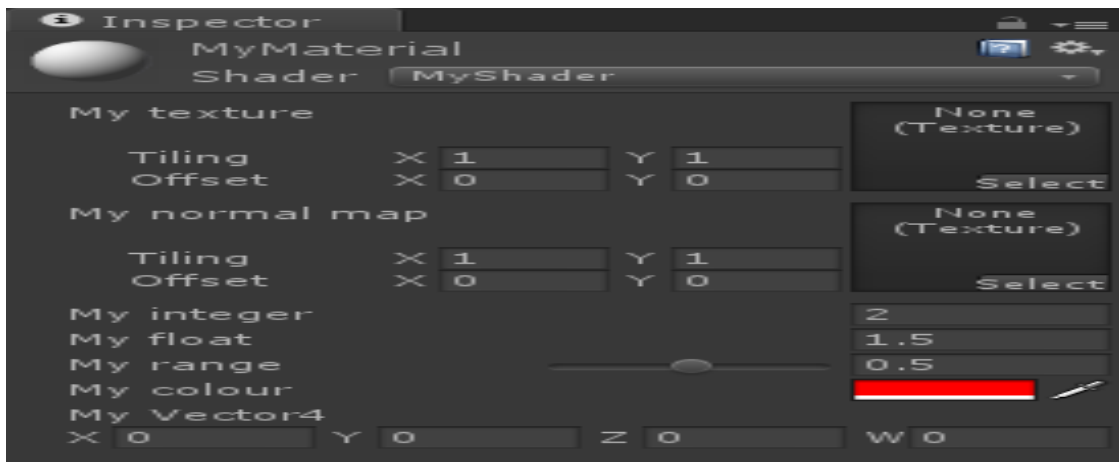 Inspector
MyMaterial
Shader MyShader
My texture None
(Texture)
Tiling X 1 Y 1
Offset X 0 Y 0 Select
My normal map None
(Texture)
Tiling X 1 Y 1
Offset X 0 Y 0 Select
My integer 2
My float 1.5
My range 0.5
My colour
My Vector4
X 0 Y 0 Z 0 W 0